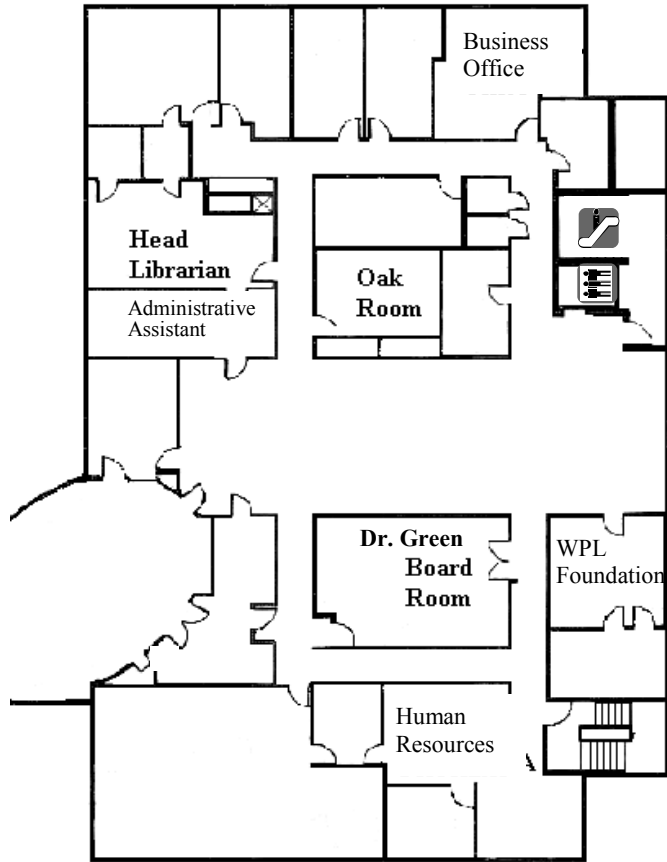 Business
Office
Head
Librarian
Oak
Room
Administrative
Assistant
Dr. Green
Board
Room
WPL
Foundation
Human
Resources